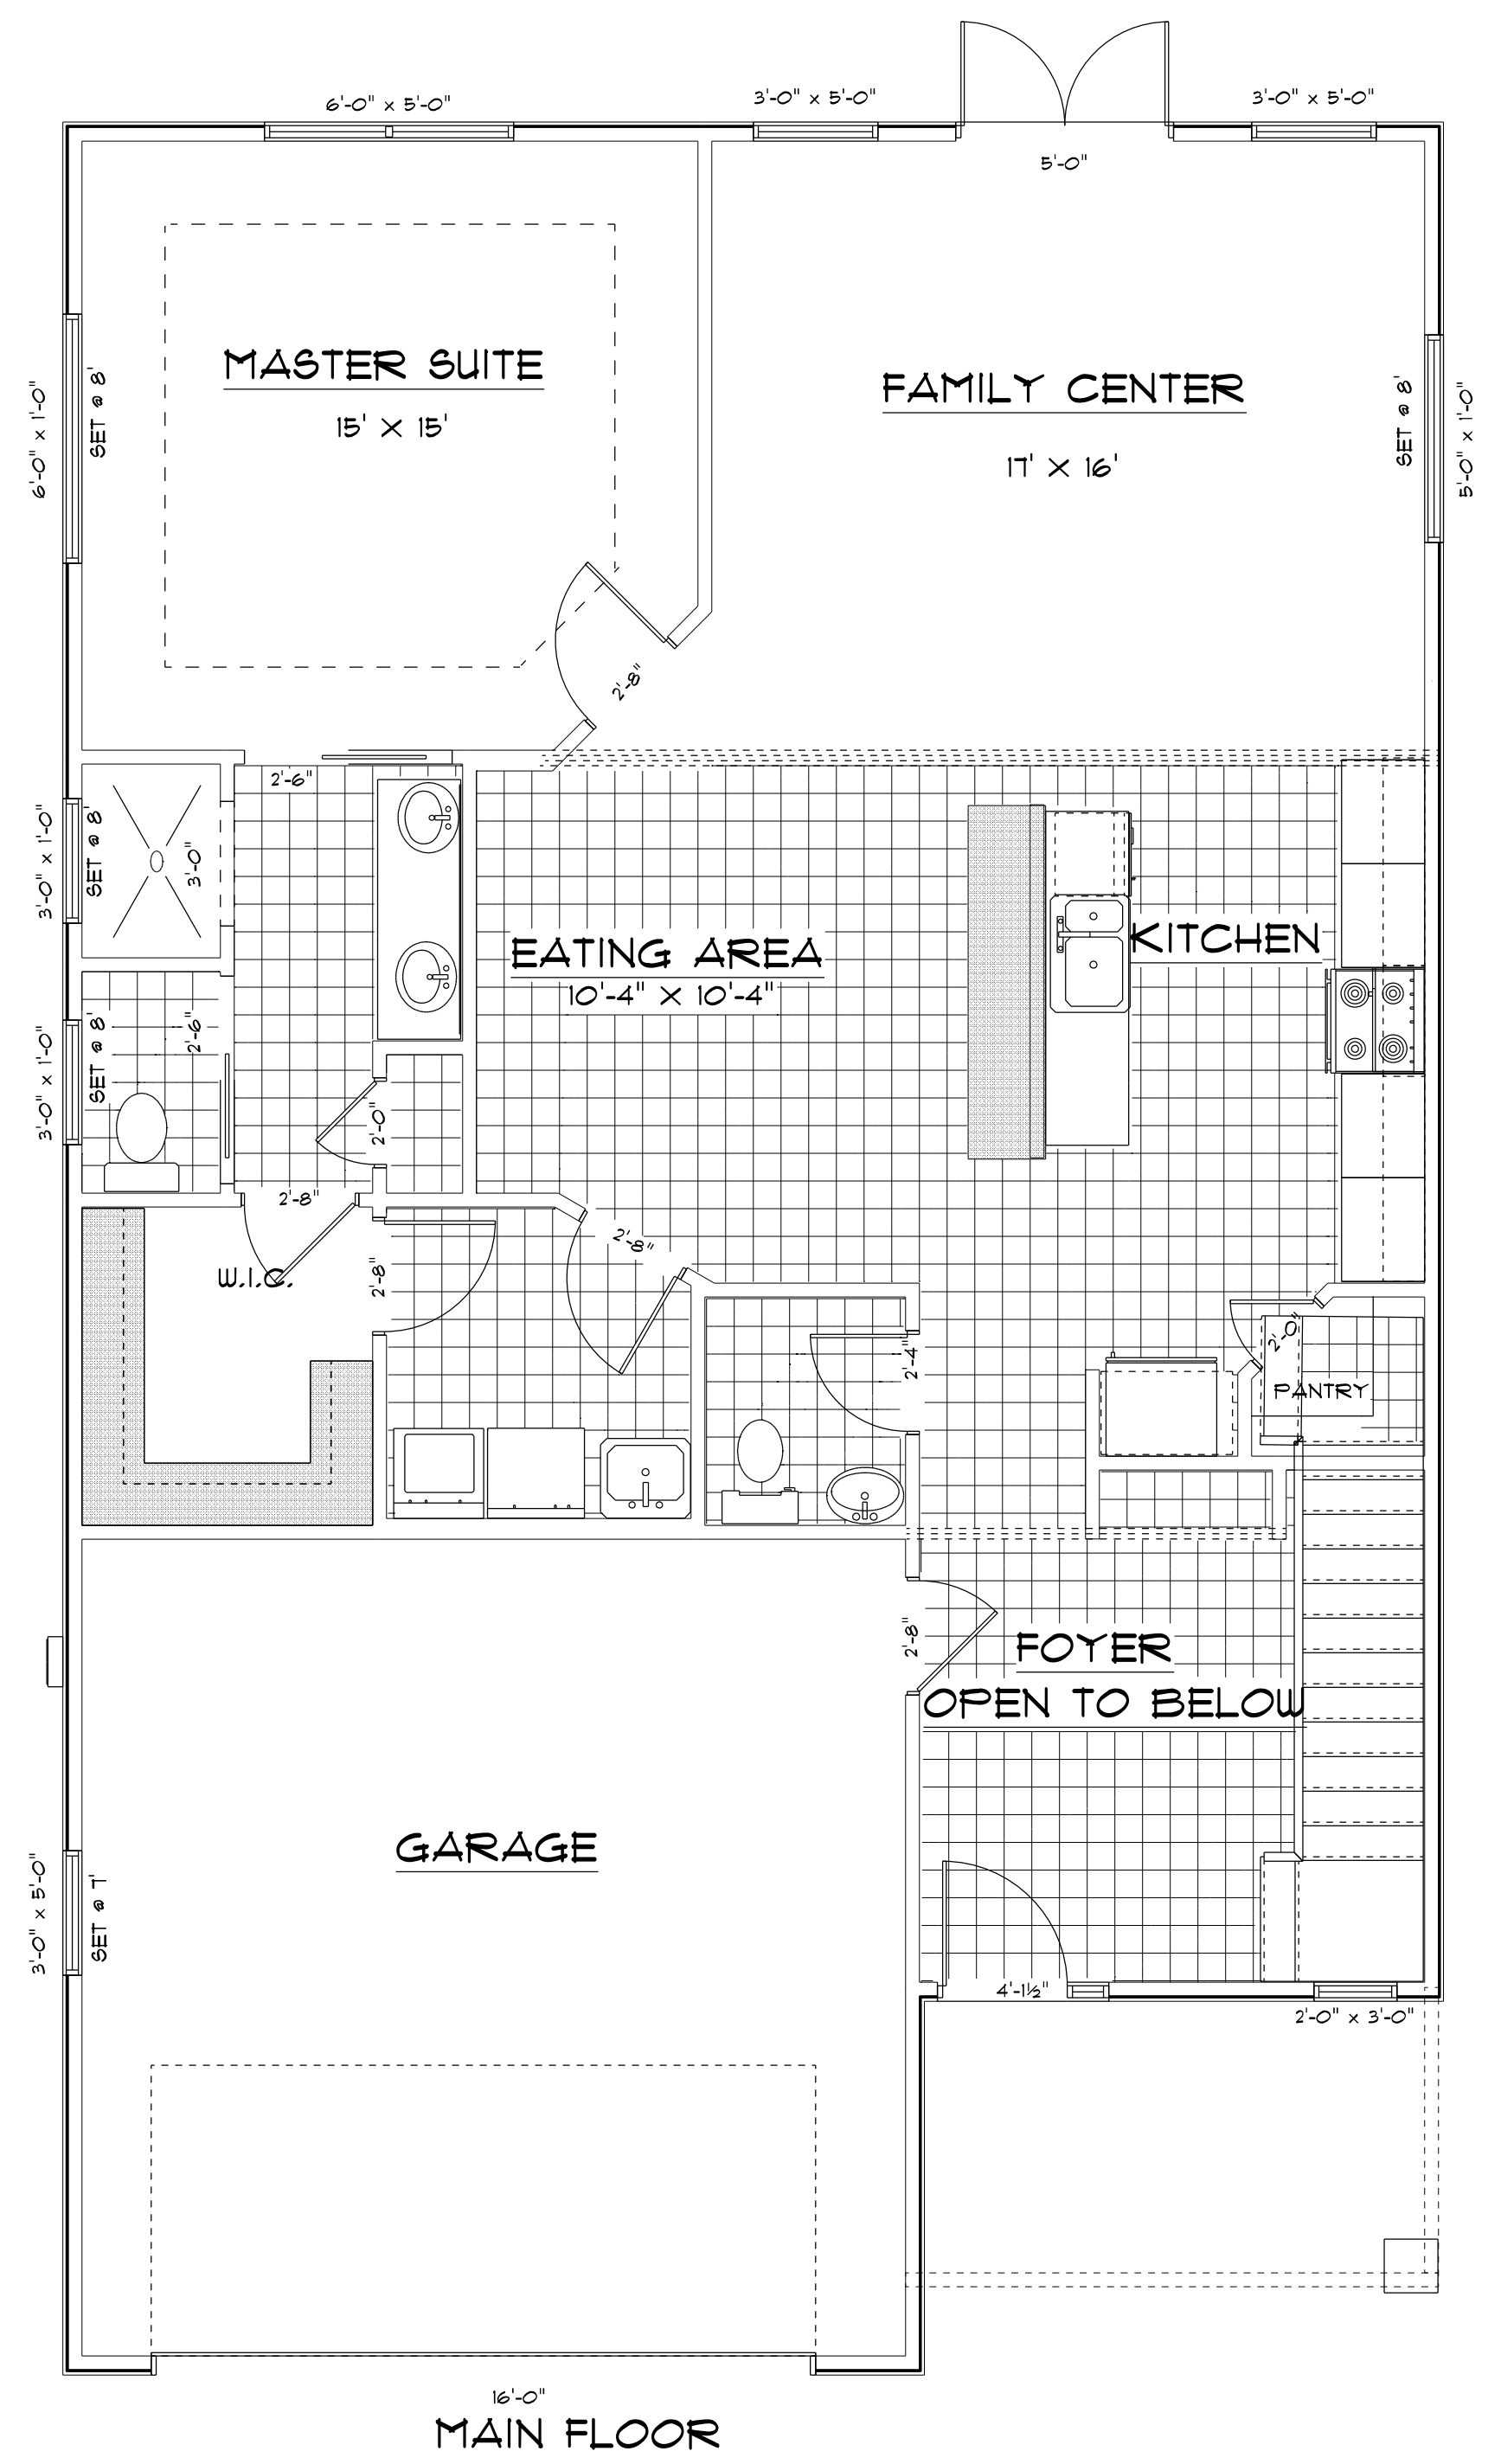 6'-0" x 5'-0"
3'-0" x 5'-0"
3'-0" x 5'-0"
5'-0"
MASTER SUITE
15' X 15'
FAMILY CENTER
17' X 16'
6'-0" x 1'-0"
SET @ 8'
SET @ 8'
5'-0" x 1'-0"
2'-8"
2'-6"
3'-0" x 1'-0"
SET @ 8'
3'-0"
EATING AREA
10'-4" X 10'-4"
KITCHEN
3'-0" x 1'-0"
SET @ 8'
2'-6"
2'-0"
2'-8"
2'-8"
W.I.C.
2'-8"
2'-4"
2'-0"
PANTRY
2'-8"
FOYER
OPEN TO BELOW
GARAGE
3'-0" x 5'-0"
SET @ 7'
4'-1½"
2'-0" x 3'-0"
16'-0"
MAIN FLOOR